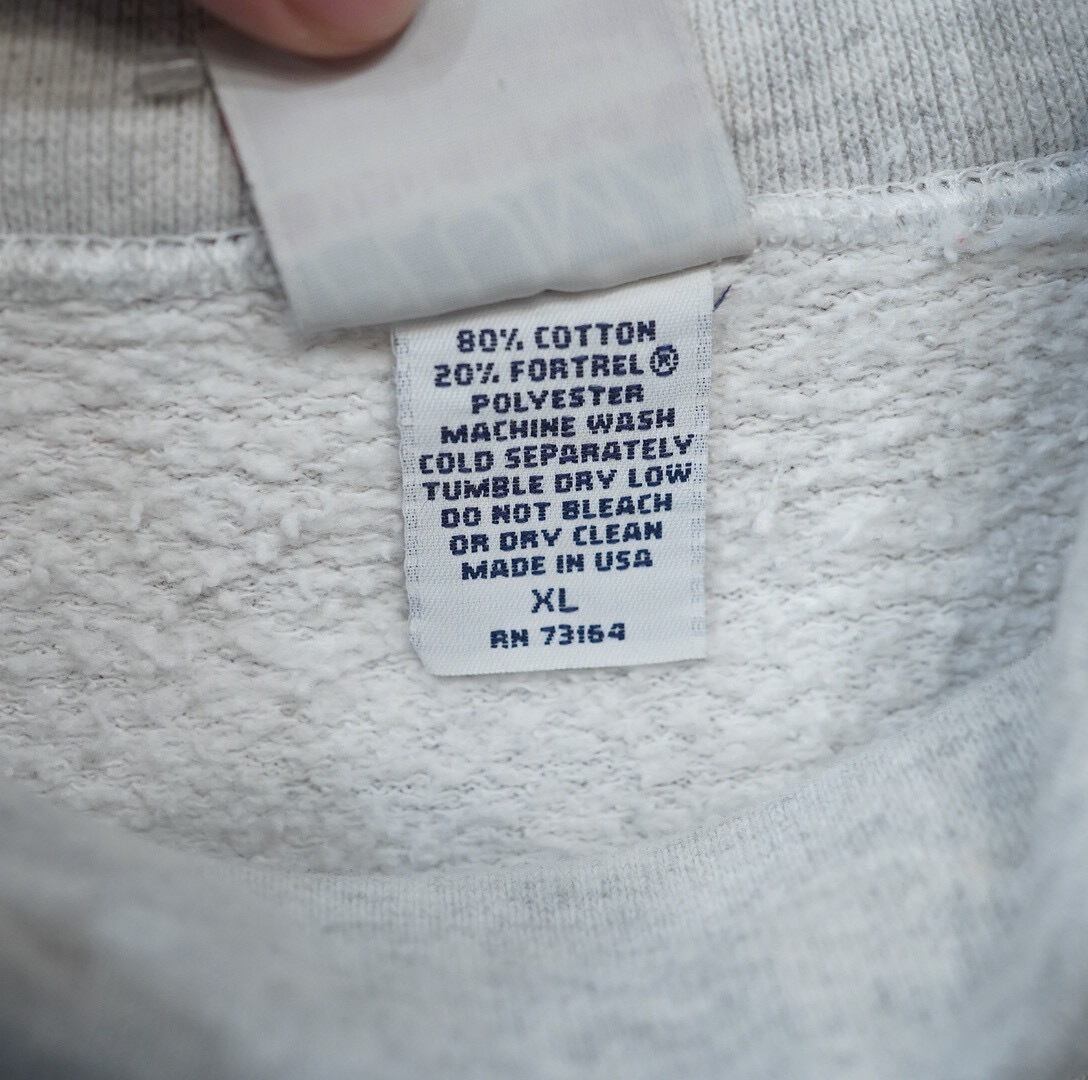 80% COTTON
20% FORTREL®
POLYESTER
MACHINE WASH
COLD SEPARATELY
TUMBLE DRY LOW
DO NOT BLEACH
OR DRY CLEAN
MADE IN USA
XL
RN 73164